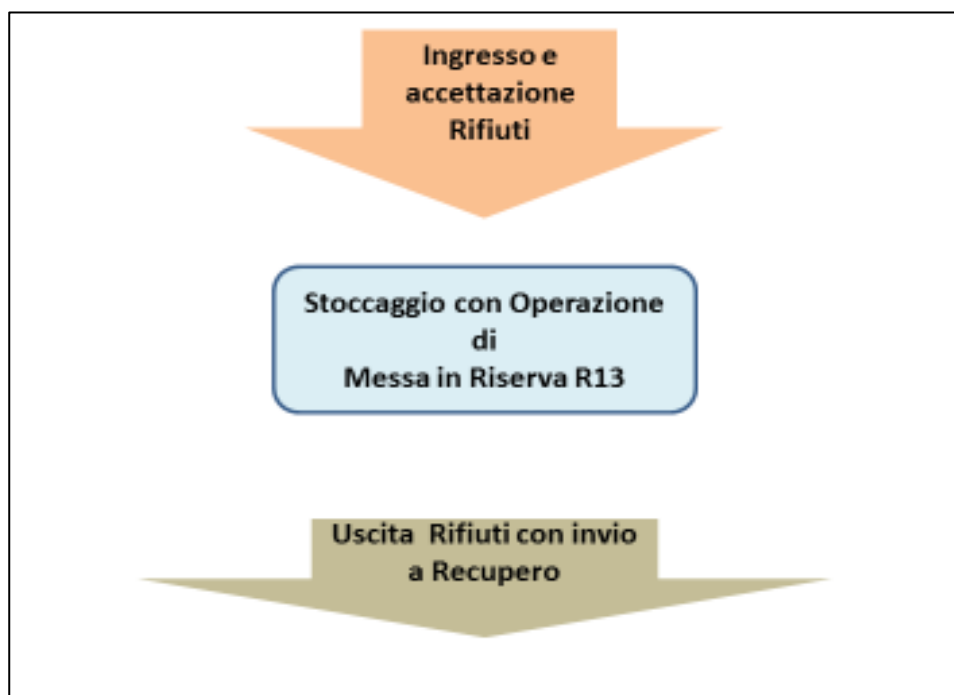 Ingresso e
accettazione
Rifiuti
Stoccaggio con Operazione
di
Messa in Riserva R13
Uscita  Rifiuti con invio
a Recupero